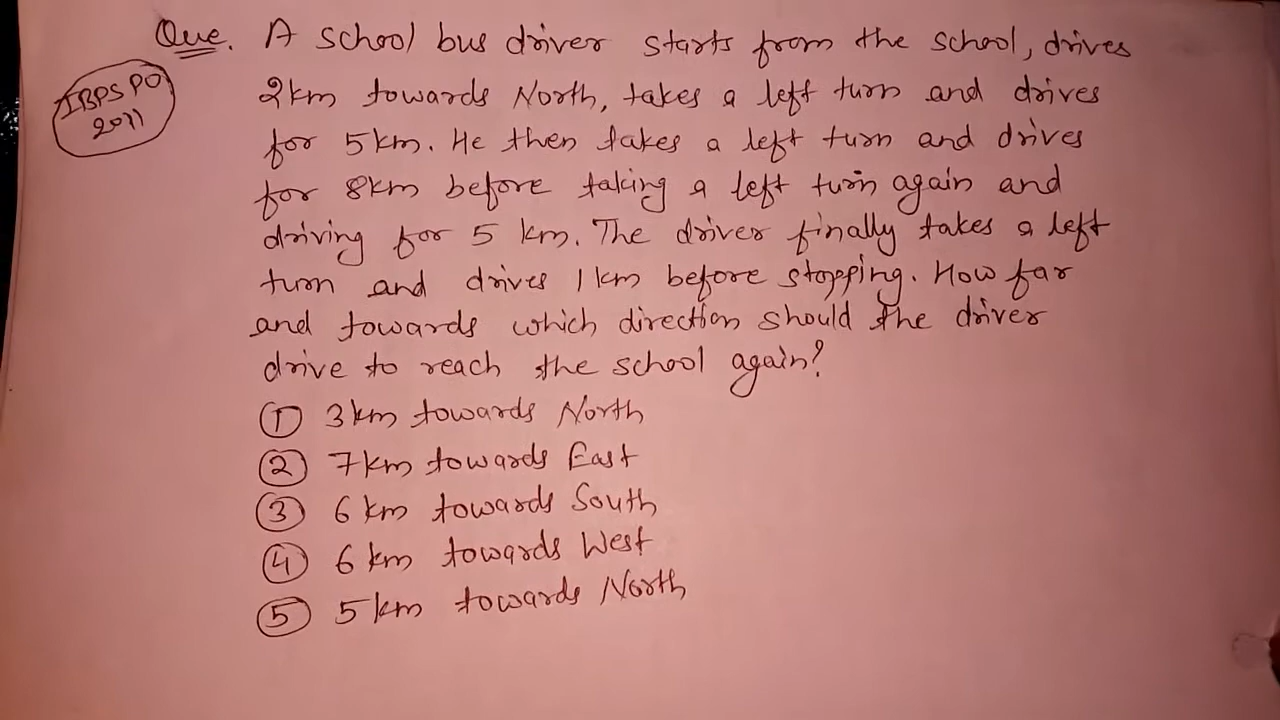 Que. A school bus driver starts from the school, drives
IBPS PO
2011
2km towards North, takes a left turn and drives
for 5km. He then takes a left turn and drives
for 8km before taking a left turn again and
driving for 5 km. The driver finally takes a left
turn and drives 1km before stopping. How far
and towards which direction should the driver
drive to reach the school again?
① 3km towards North
② 7km towards East
③ 6 km towards South
④ 6 km towards West
⑤ 5km towards North